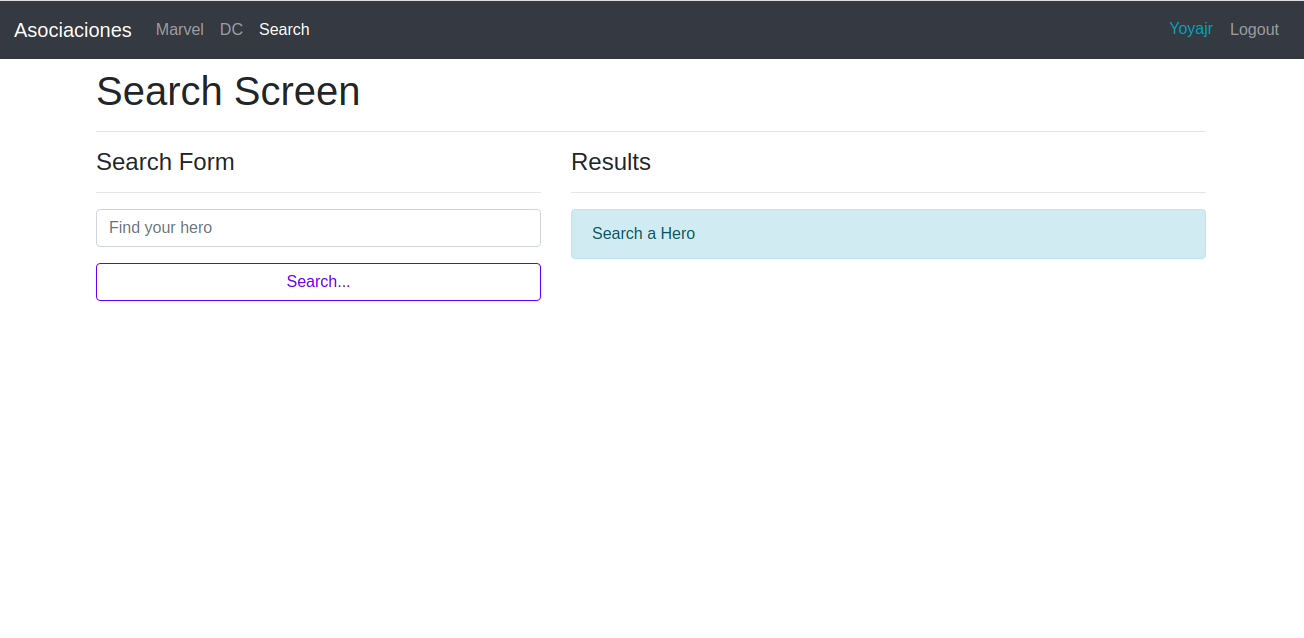 Asociaciones Marvel DC Search Yoyajr Logout
Search Screen
Search Form
Find your hero
Search...
Results
Search a Hero